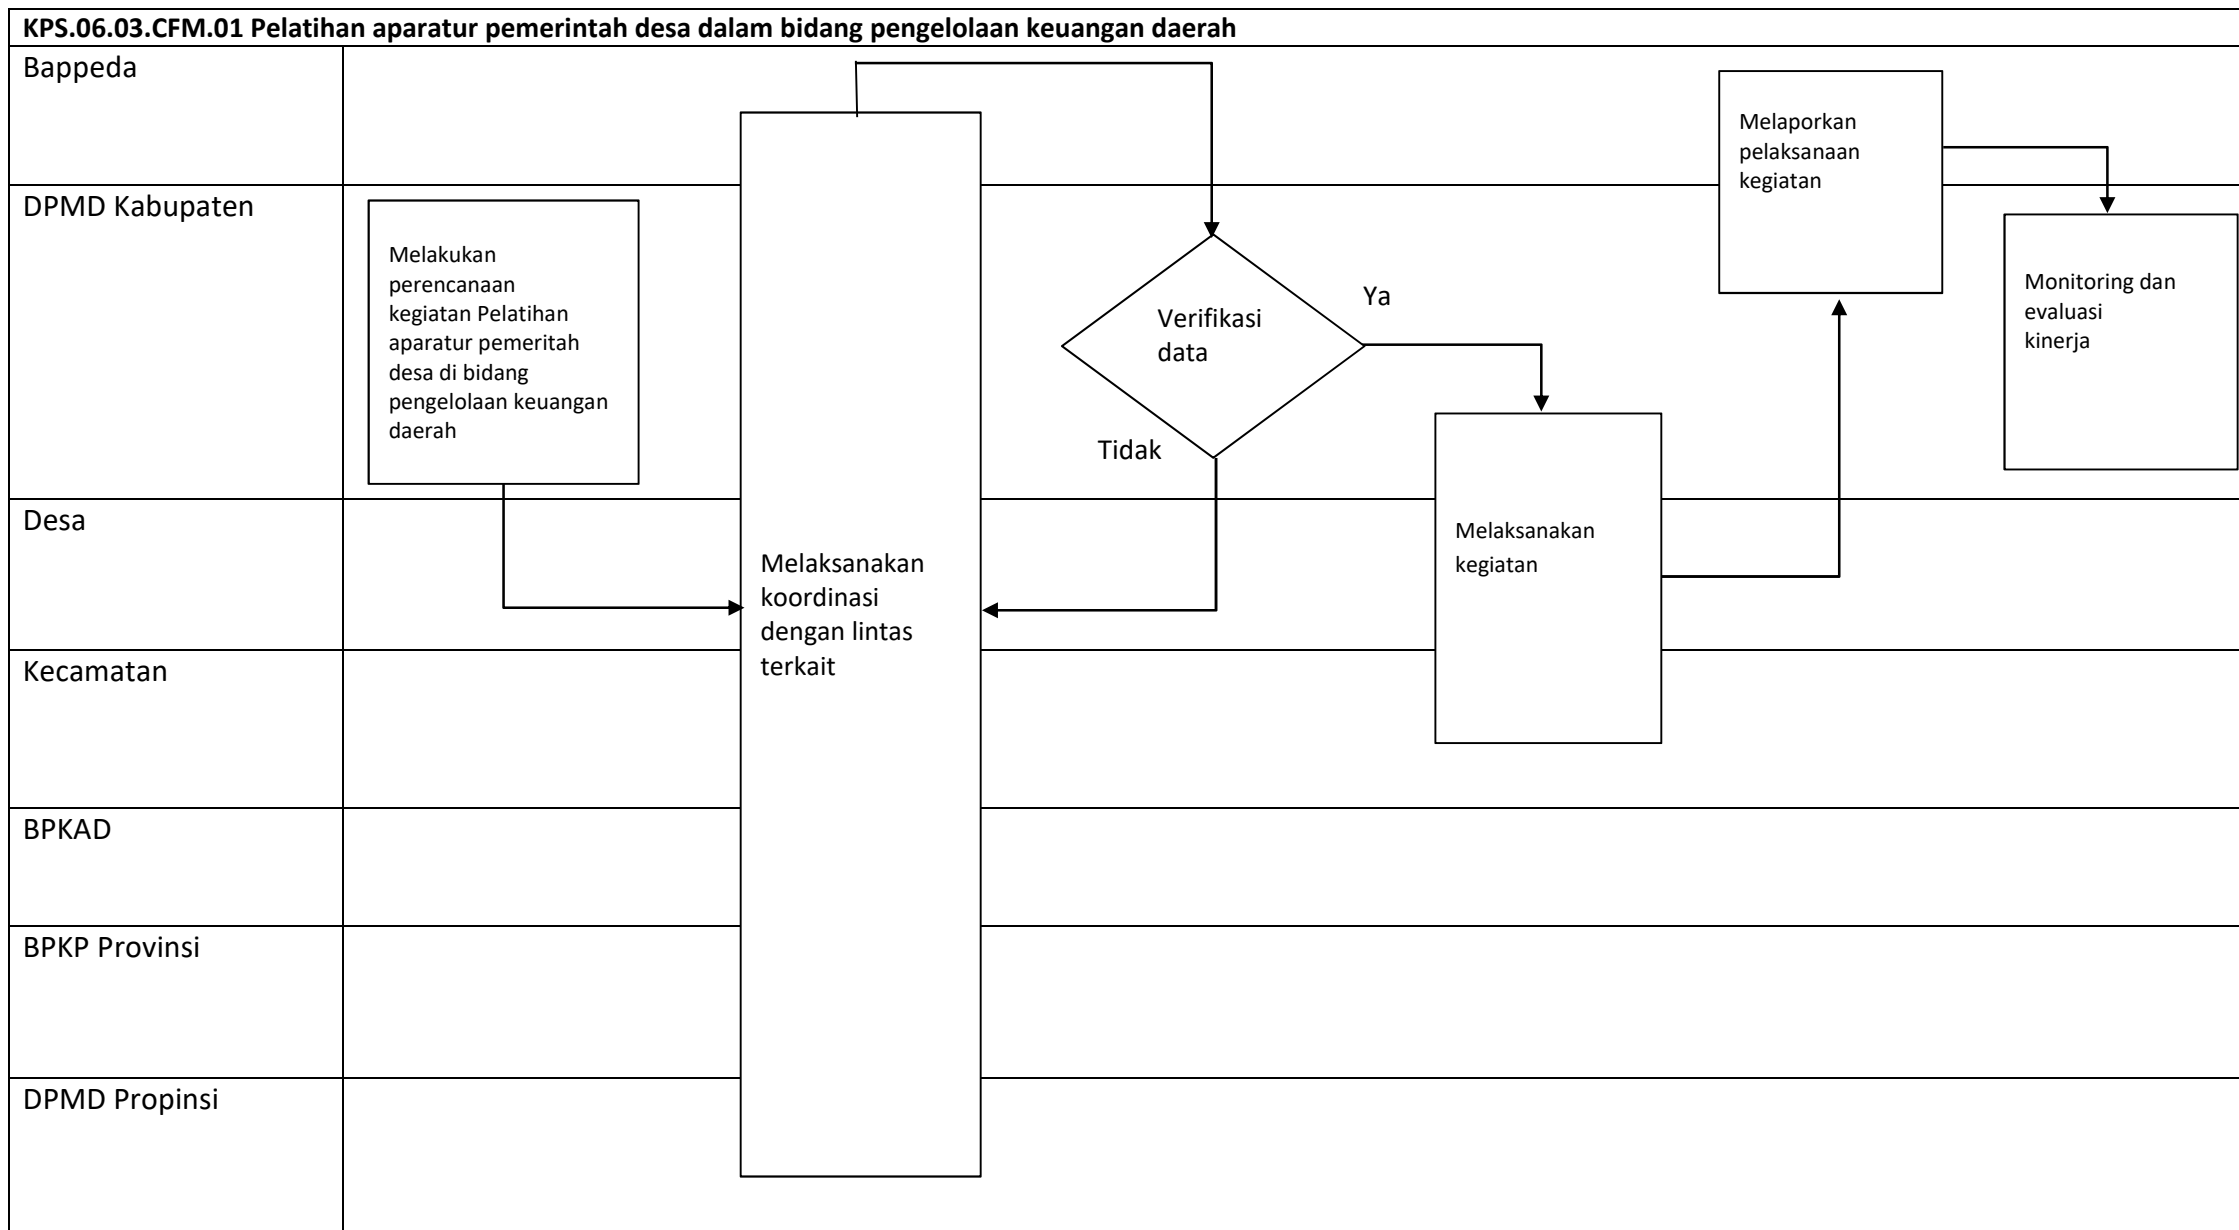 KPS.06.03.CFM.01 Pelatihan aparatur pemerintah desa dalam bidang pengelolaan keuangan daerah
Bappeda
Melaporkan
pelaksanaan
kegiatan
DPMD Kabupaten
Melakukan
perencanaan
kegiatan Pelatihan
aparatur pemeritah
desa di bidang
pengelolaan keuangan
daerah
Verifikasi
data
Ya
Tidak
Monitoring dan
evaluasi
kinerja
Desa
Melaksanakan
koordinasi
dengan lintas
terkait
Melaksanakan
kegiatan
Kecamatan
BPKAD
BPKP Provinsi
DPMD Propinsi